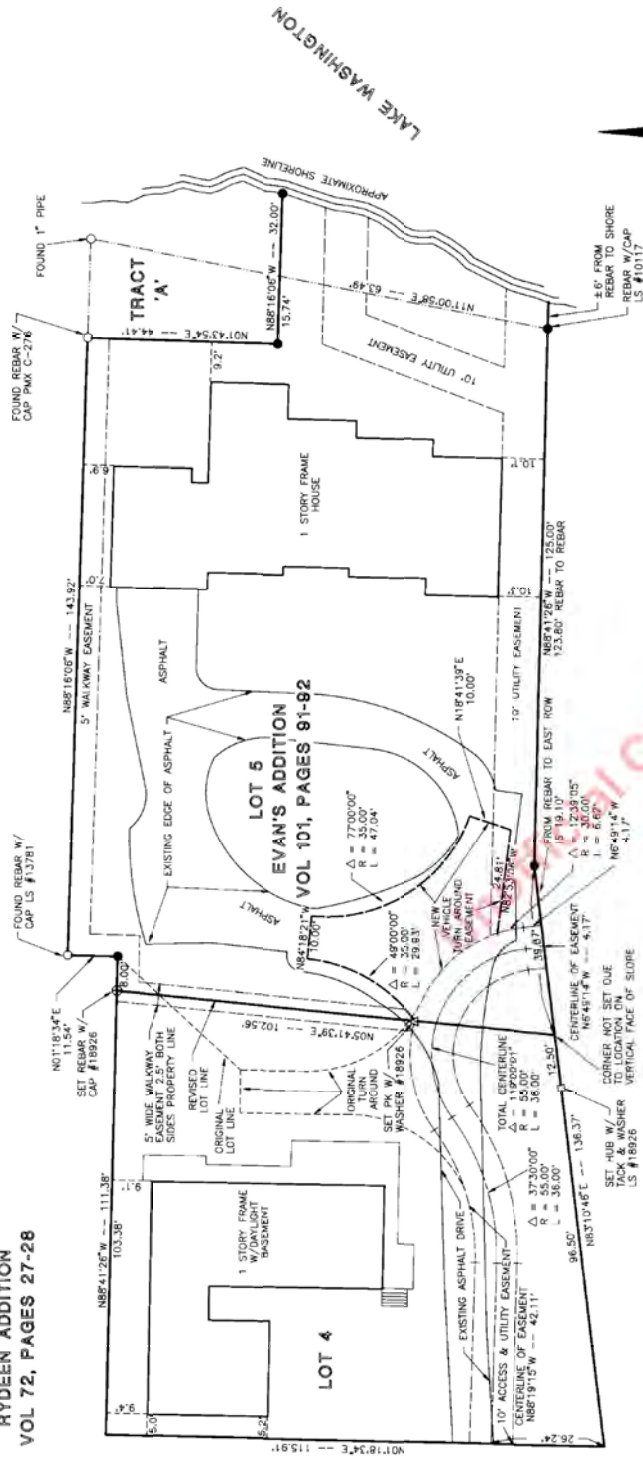 RYDEEN ADDITION
VOL 72, PAGES 27-28
LAKE WASHINGTON
APPROXIMATE SHORELINE
FOUND 1" PIPE
TRACT
'A'
FOUND REBAR W/
CAP PMX C-276
N01°43'54"E --- 44.41'
N88°16'06"W --- 32.00'
15.74'
9.2'
N11°00'58"E --- 63.49'
±6' FROM
REBAR TO SHORE
REBAR W/CAP
LS #10117
10' UTILITY EASEMENT
6.9'
7.0'
1 STORY FRAME
HOUSE
10.1'
10.3'
N88°16'06"W --- 143.92'
5' WALKWAY EASEMENT
ASPHALT
EXISTING EDGE OF ASPHALT
LOT 5
EVAN'S ADDITION
VOL 101, PAGES 91-92
ASPHALT
ASPHALT
N18°41'39"E
10.00'
10' UTILITY EASEMENT
N88°41'26"W --- 125.00'
123.80' REBAR TO REBAR
FROM REBAR TO EAST ROW
IS 19.10'
Δ = 12°39'05"
R = 30.00'
L = 6.62'
N6°49'14"W
4.17'
Δ = 77°00'00"
R = 35.00'
L = 47.04'
N84°18'21"W
10.00'
Δ = 49°00'00"
R = 35.00'
L = 29.93'
NEW
VEHICLE
TURN AROUND
EASEMENT
24.81'
39.87'
CENTERLINE OF EASEMENT
N6°49'14"W --- 4.17'
CORNER NOT SET DUE
TO LOCATION ON
VERTICAL FACE OF SLOPE
FOUND REBAR W/
CAP LS #13781
N01°18'34"E
11.54'
SET REBAR W/
CAP #18926
8.00'
5' WIDE WALKWAY
EASEMENT 2.5' BOTH
SIDES PROPERTY LINE
REVISED
LOT LINE
ORIGINAL
LOT LINE
102.56
N05°41'39"E
ORIGINAL
TURN
AROUND
SET PK W/
WASHER #18926
TOTAL CENTERLINE
Δ = 119°00'01"
R = 55.00'
L = 36.00'
12.50'
SET HUB W/
TACK & WASHER
LS #18926
Δ = 37°30'00"
R = 55.00'
L = 36.00'
N88°41'26"W --- 111.38'
103.38'
9.1'
9.4'
5.0'
5.2'
1 STORY FRAME
W/DAYLIGHT
BASEMENT
LOT 4
EXISTING ASPHALT DRIVE
10' ACCESS & UTILITY EASEMENT
CENTERLINE OF EASEMENT
N88°19'15"W --- 42.11'
N83°10'46"E --- 136.37'
96.50'
N01°18'34"E --- 115.91'
26.24'